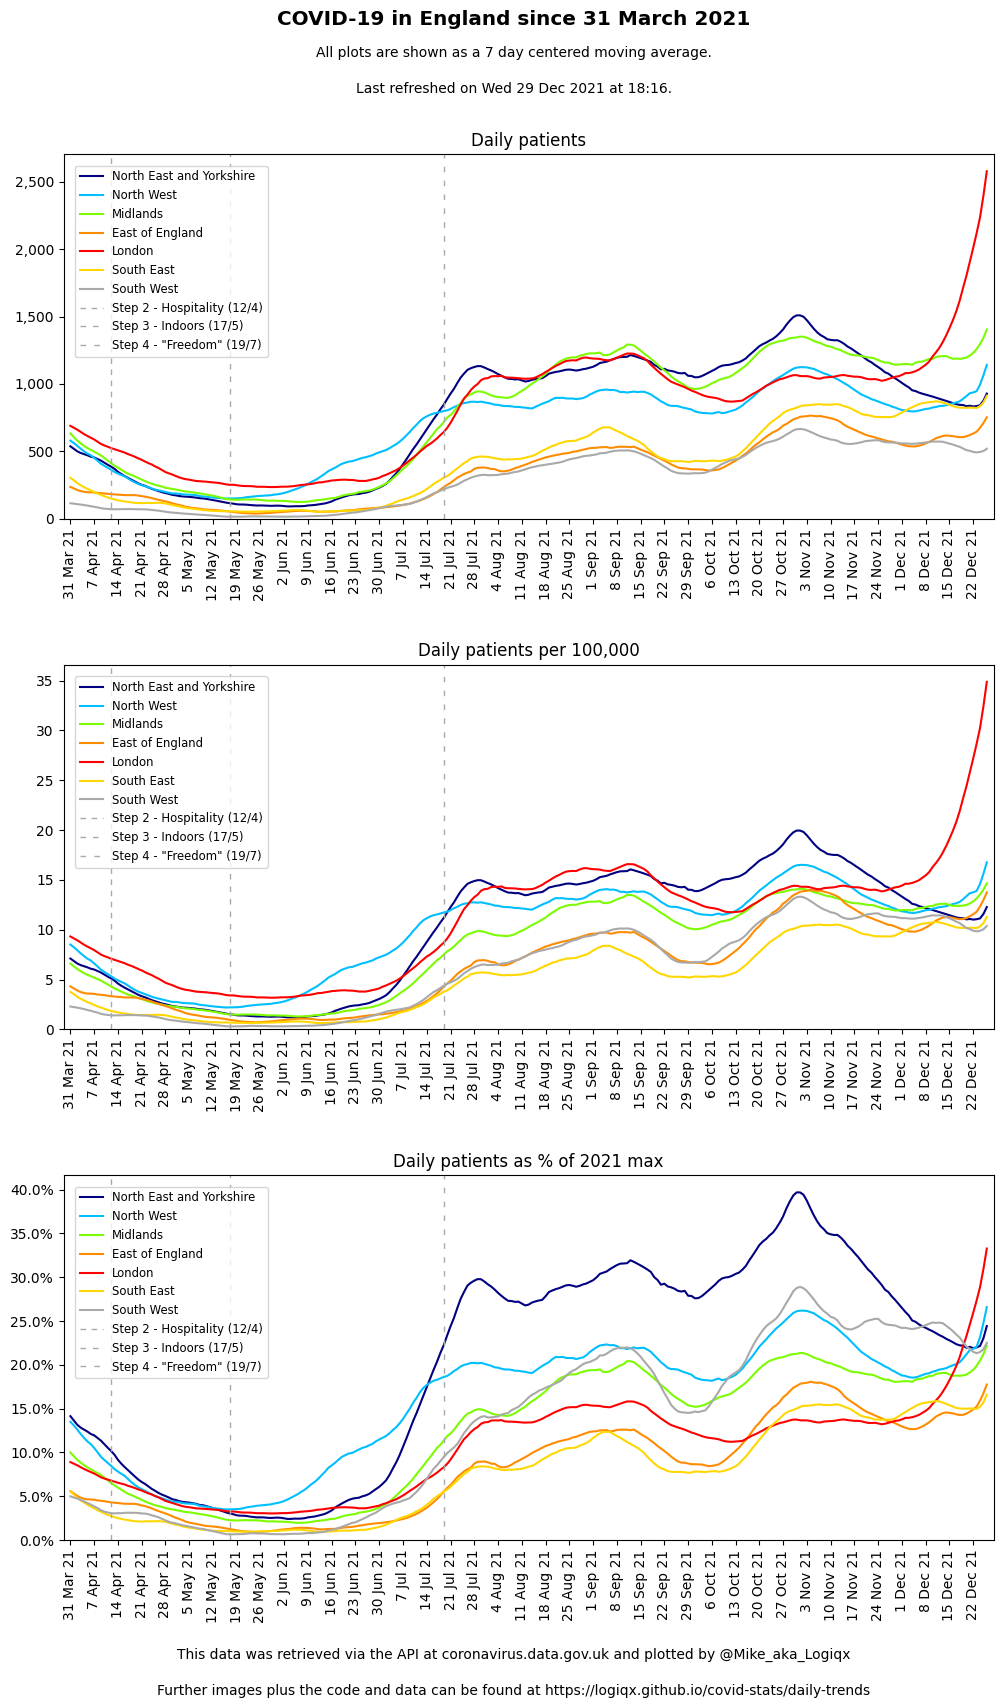 COVID-19 in England since 31 March 2021
All plots are shown as a 7 day centered moving average.
Last refreshed on Wed 29 Dec 2021 at 18:16.
Daily patients
2,500
2,000
1,500
1,000
500
0
North East and Yorkshire
North West
Midlands
East of England
London
South East
South West
Step 2 - Hospitality (12/4)
Step 3 - Indoors (17/5)
Step 4 - "Freedom" (19/7)
31 Mar 21
7 Apr 21
14 Apr 21
21 Apr 21
28 Apr 21
5 May 21
12 May 21
19 May 21
26 May 21
2 Jun 21
9 Jun 21
16 Jun 21
23 Jun 21
30 Jun 21
7 Jul 21
14 Jul 21
21 Jul 21
28 Jul 21
4 Aug 21
11 Aug 21
18 Aug 21
25 Aug 21
1 Sep 21
8 Sep 21
15 Sep 21
22 Sep 21
29 Sep 21
6 Oct 21
13 Oct 21
20 Oct 21
27 Oct 21
3 Nov 21
10 Nov 21
17 Nov 21
24 Nov 21
1 Dec 21
8 Dec 21
15 Dec 21
22 Dec 21
Daily patients per 100,000
35
30
25
20
15
10
5
0
North East and Yorkshire
North West
Midlands
East of England
London
South East
South West
Step 2 - Hospitality (12/4)
Step 3 - Indoors (17/5)
Step 4 - "Freedom" (19/7)
31 Mar 21
7 Apr 21
14 Apr 21
21 Apr 21
28 Apr 21
5 May 21
12 May 21
19 May 21
26 May 21
2 Jun 21
9 Jun 21
16 Jun 21
23 Jun 21
30 Jun 21
7 Jul 21
14 Jul 21
21 Jul 21
28 Jul 21
4 Aug 21
11 Aug 21
18 Aug 21
25 Aug 21
1 Sep 21
8 Sep 21
15 Sep 21
22 Sep 21
29 Sep 21
6 Oct 21
13 Oct 21
20 Oct 21
27 Oct 21
3 Nov 21
10 Nov 21
17 Nov 21
24 Nov 21
1 Dec 21
8 Dec 21
15 Dec 21
22 Dec 21
Daily patients as % of 2021 max
40.0%
35.0%
30.0%
25.0%
20.0%
15.0%
10.0%
5.0%
0.0%
North East and Yorkshire
North West
Midlands
East of England
London
South East
South West
Step 2 - Hospitality (12/4)
Step 3 - Indoors (17/5)
Step 4 - "Freedom" (19/7)
31 Mar 21
7 Apr 21
14 Apr 21
21 Apr 21
28 Apr 21
5 May 21
12 May 21
19 May 21
26 May 21
2 Jun 21
9 Jun 21
16 Jun 21
23 Jun 21
30 Jun 21
7 Jul 21
14 Jul 21
21 Jul 21
28 Jul 21
4 Aug 21
11 Aug 21
18 Aug 21
25 Aug 21
1 Sep 21
8 Sep 21
15 Sep 21
22 Sep 21
29 Sep 21
6 Oct 21
13 Oct 21
20 Oct 21
27 Oct 21
3 Nov 21
10 Nov 21
17 Nov 21
24 Nov 21
1 Dec 21
8 Dec 21
15 Dec 21
22 Dec 21
This data was retrieved via the API at coronavirus.data.gov.uk and plotted by @Mike_aka_Logiqx
Further images plus the code and data can be found at https://logiqx.github.io/covid-stats/daily-trends